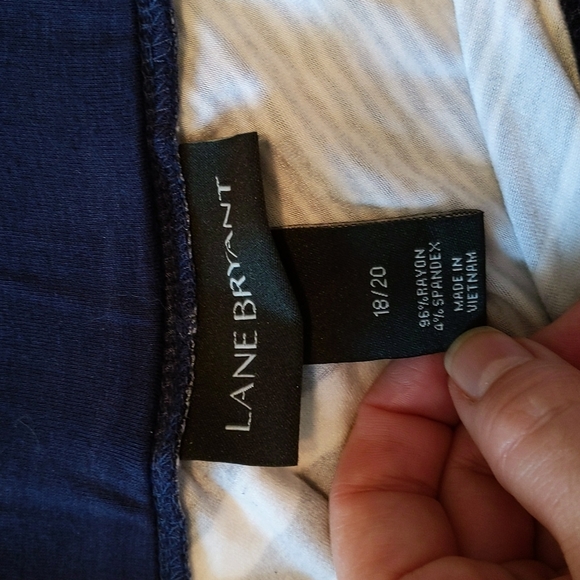 LANE BRYANT
18/20
96% RAYON
4% SPANDEX
MADE IN
VIETNAM